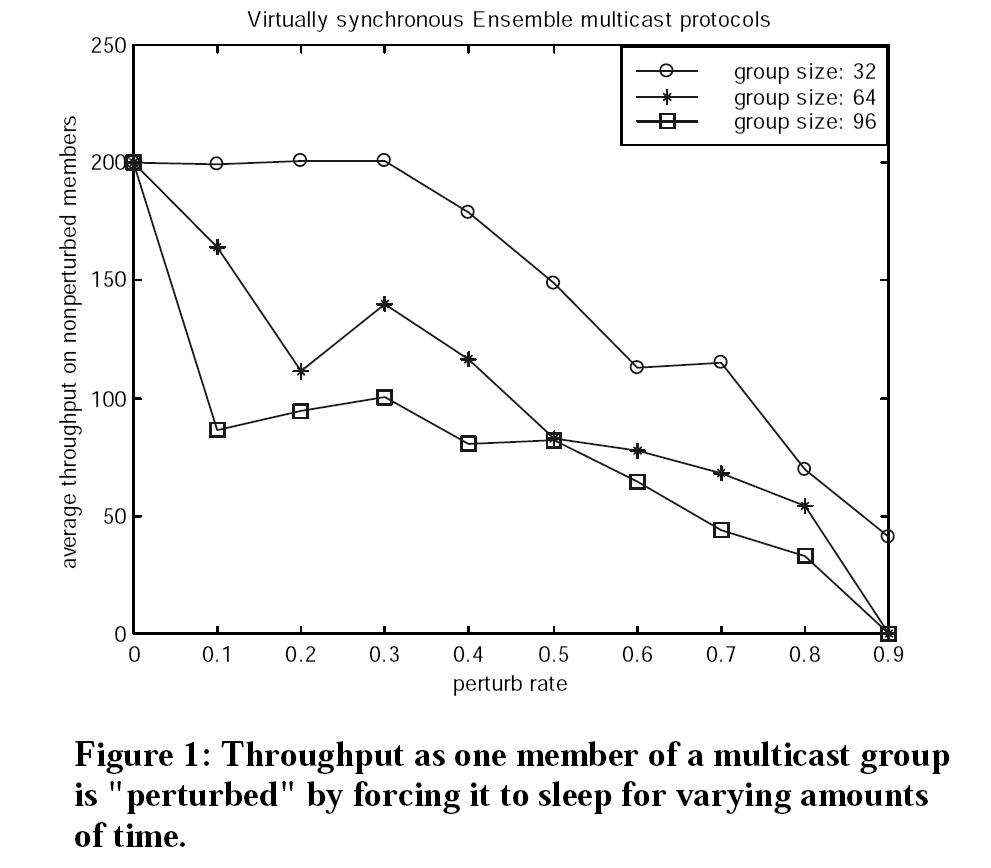 Virtually synchronous Ensemble multicast protocols
250
200
150
100
50
0
average throughput on nonperturbed members
group size: 32
group size: 64
group size: 96
0 0.1 0.2 0.3 0.4 0.5 0.6 0.7 0.8 0.9
perturb rate
Figure 1: Throughput as one member of a multicast group
is "perturbed" by forcing it to sleep for varying amounts
of time.